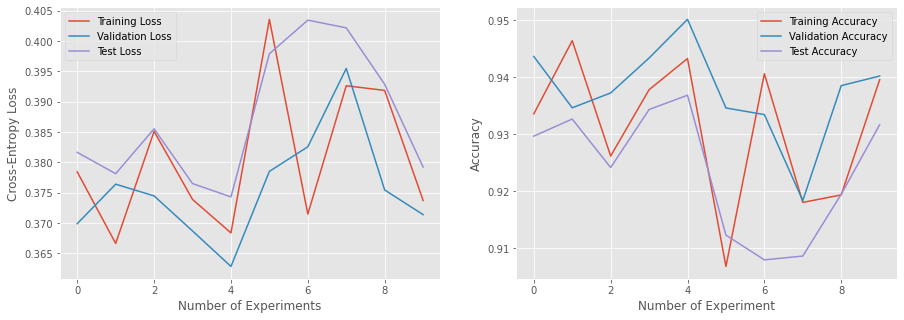 Training Loss
Validation Loss
Test Loss
0.405
0.400
0.395
0.390
0.385
0.380
0.375
0.370
0.365
Cross-Entropy Loss
0 2 4 6 8
Number of Experiments
Training Accuracy
Validation Accuracy
Test Accuracy
0.95
0.94
0.93
0.92
0.91
Accuracy
0 2 4 6 8
Number of Experiment